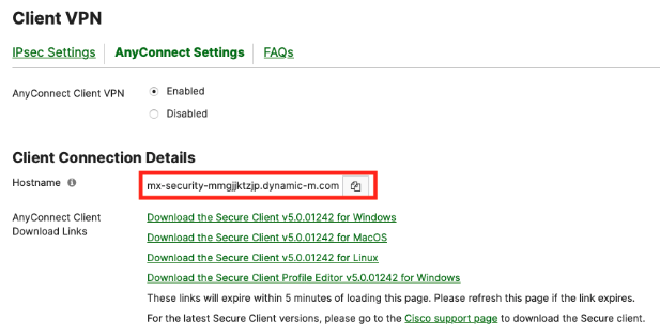 Client VPN
IPsec Settings AnyConnect Settings FAQs
AnyConnect Client VPN Enabled
Disabled
Client Connection Details
Hostname mx-security-mmgjjktzjp.dynamic-m.com
AnyConnect Client Download the Secure Client v5.0.01242 for Windows
Download Links Download the Secure Client v5.0.01242 for MacOS
Download the Secure Client v5.0.01242 for Linux
Download the Secure Client Profile Editor v5.0.01242 for Windows
These links will expire within 5 minutes of loading this page. Please refresh this page if the link expires.
For the latest Secure Client versions, please go to the Cisco support page to download the Secure client.